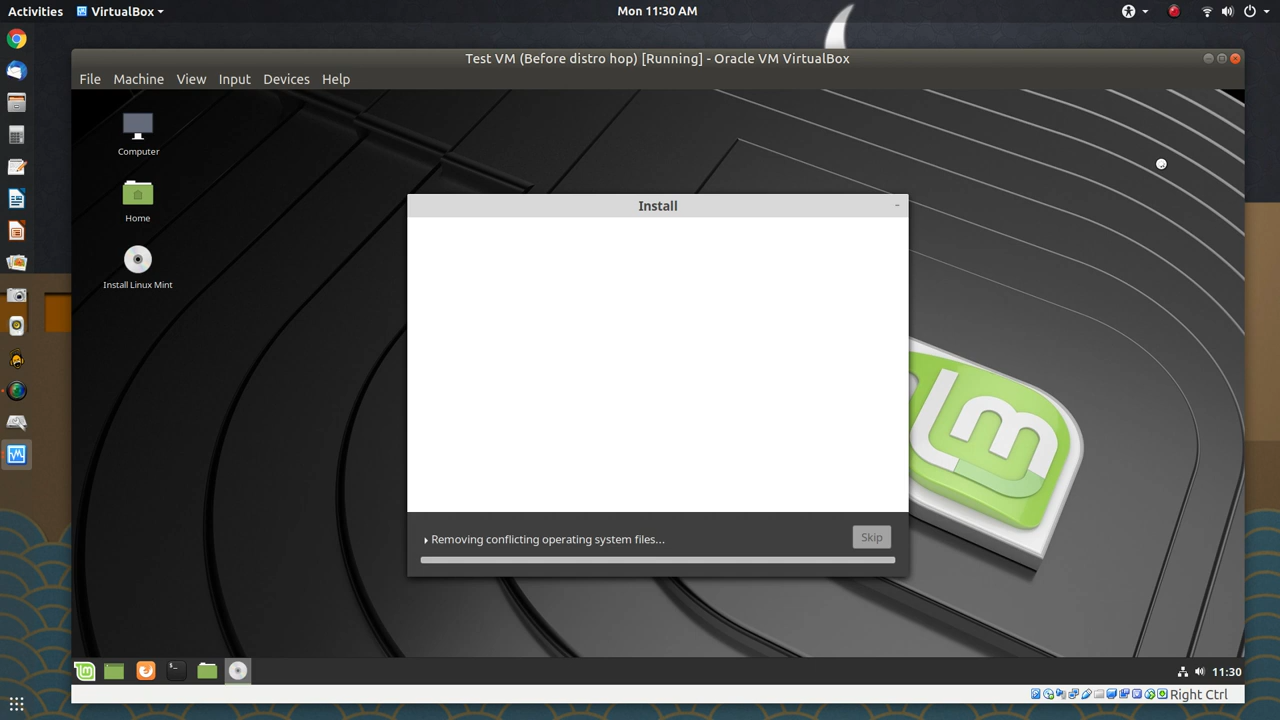 Activities
VirtualBox
Mon 11:30 AM
Test VM (Before distro hop) [Running] - Oracle VM VirtualBox
File Machine View Input Devices Help
Computer
Home
Install Linux Mint
Install
Removing conflicting operating system files...
Skip
11:30
Right Ctrl